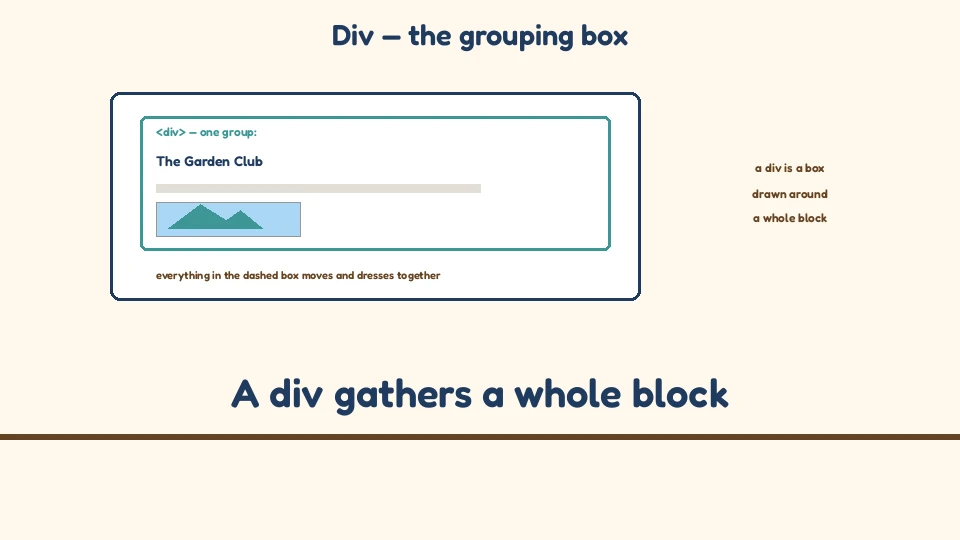 Div — the grouping box
<div> — one group:
The Garden Club
everything in the dashed box moves and dresses together
a div is a box
drawn around
a whole block
A div gathers a whole block